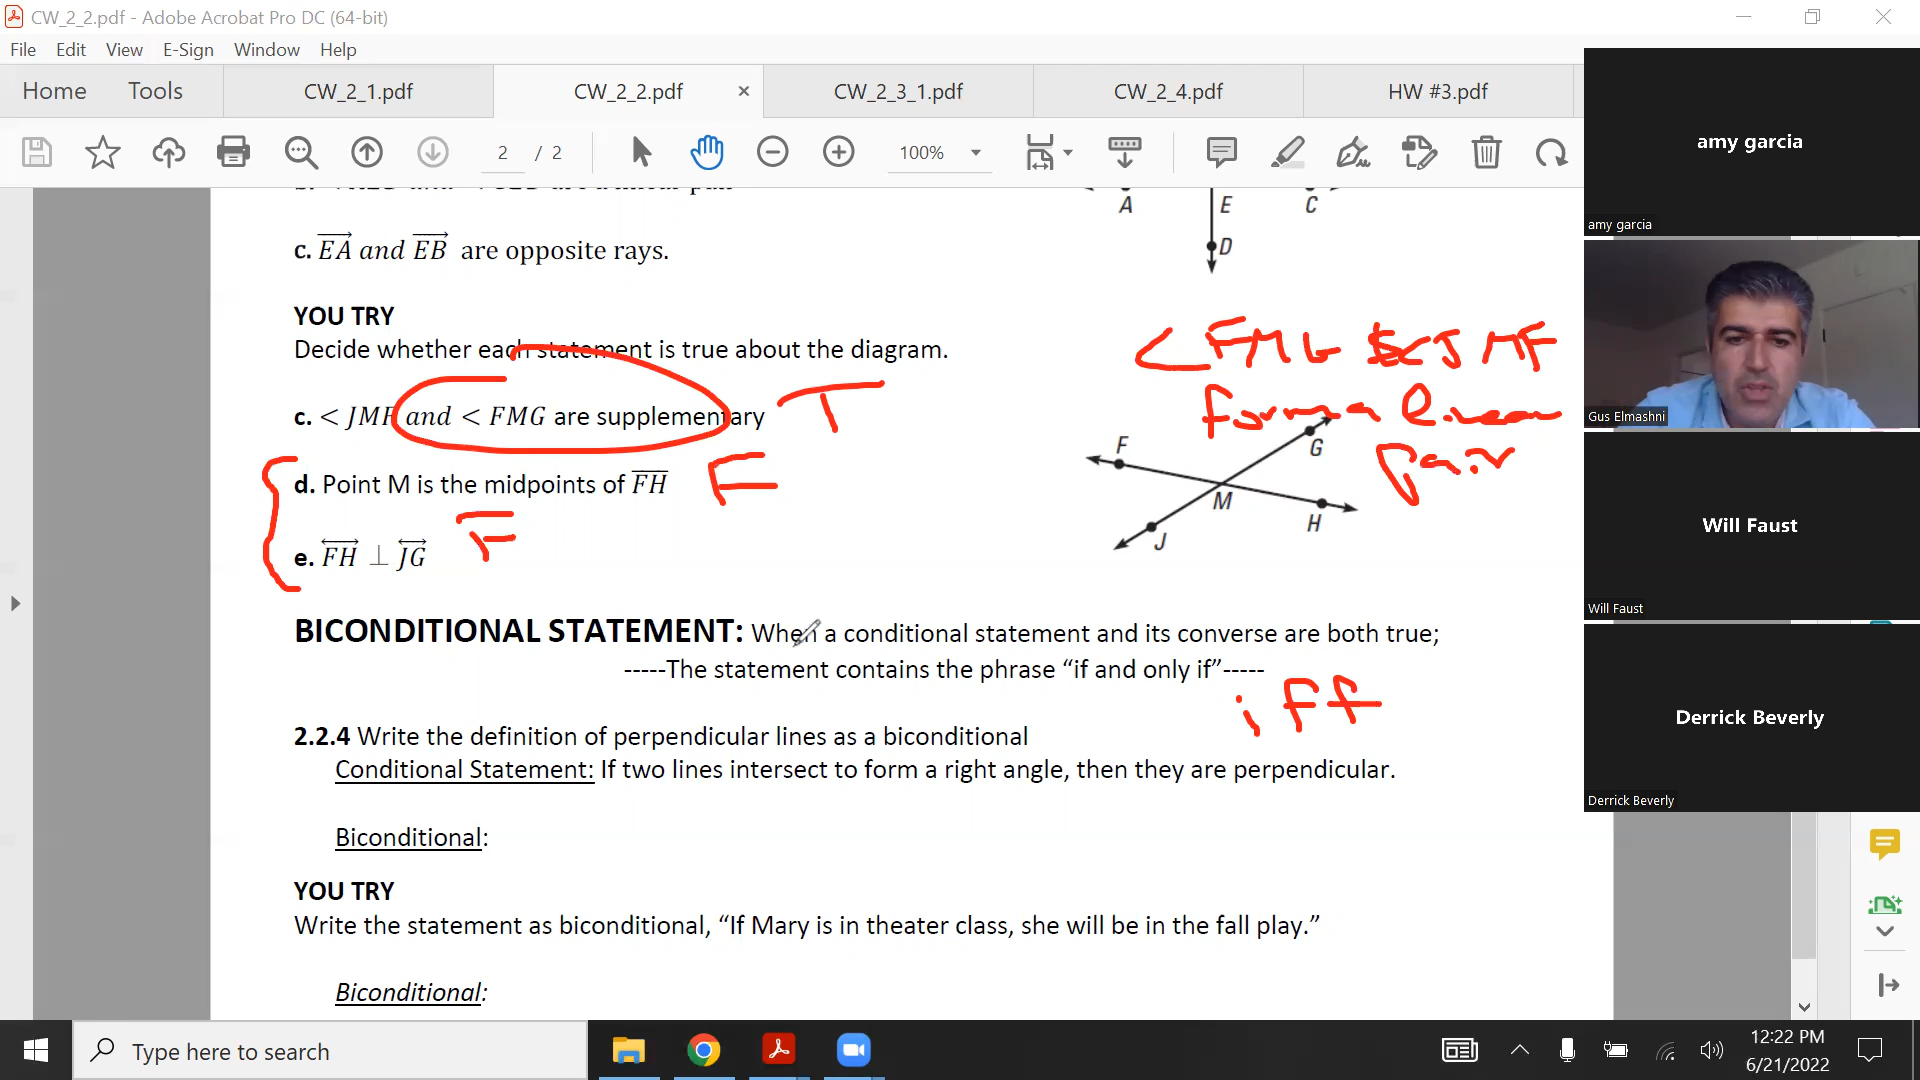 CW_2_2.pdf - Adobe Acrobat Pro DC (64-bit)
File Edit View E-Sign Window Help
Home Tools CW_2_1.pdf CW_2_2.pdf × CW_2_3_1.pdf CW_2_4.pdf HW #3.pdf
2 / 2 100%
A E C
D
c. EA and EB are opposite rays.
YOU TRY
Decide whether each statement is true about the diagram.
<FMG & <JMF
form a linear
pair
c. < JMF and < FMG are supplementary T
F G
M H
J
d. Point M is the midpoints of FH F
e. FH ⊥ JG F
BICONDITIONAL STATEMENT: When a conditional statement and its converse are both true;
-----The statement contains the phrase “if and only if”-----
iff
2.2.4 Write the definition of perpendicular lines as a biconditional
Conditional Statement: If two lines intersect to form a right angle, then they are perpendicular.
Biconditional:
YOU TRY
Write the statement as biconditional, “If Mary is in theater class, she will be in the fall play.”
Biconditional:
amy garcia
amy garcia
Gus Elmashni
Will Faust
Will Faust
Derrick Beverly
Derrick Beverly
Type here to search
12:22 PM
6/21/2022